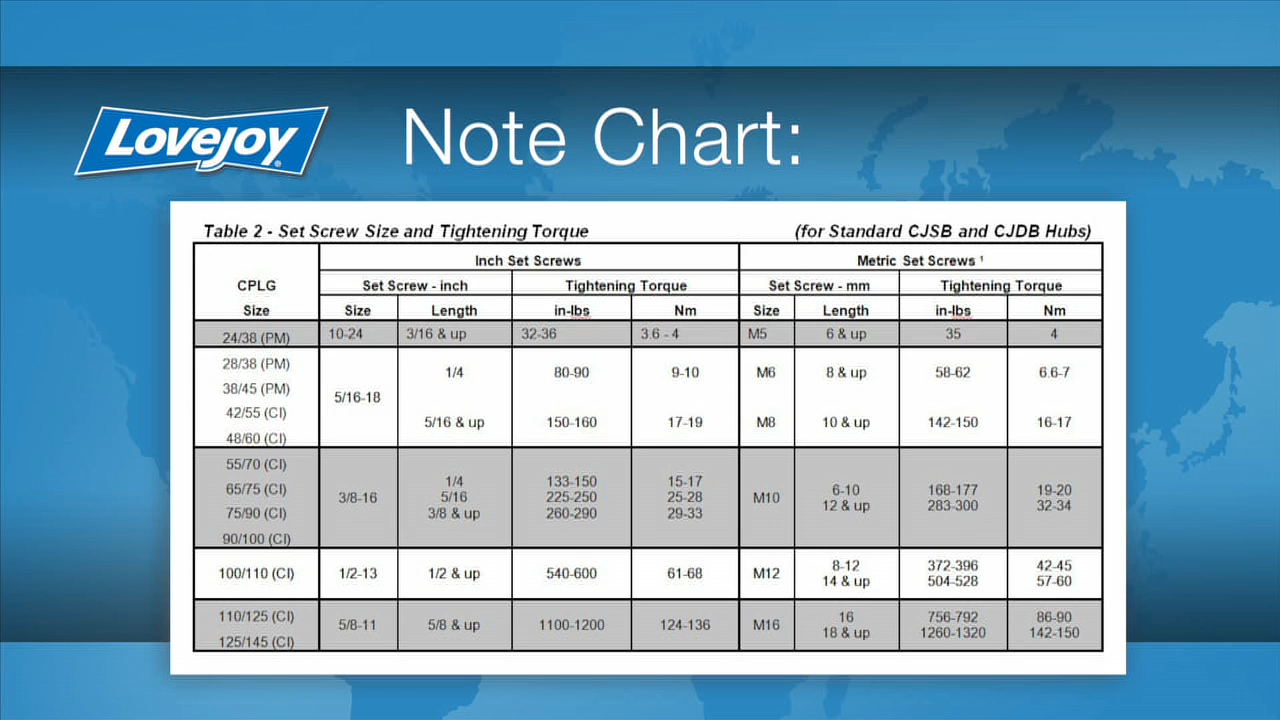 Lovejoy®
Note Chart:
Table 2 - Set Screw Size and Tightening Torque (for Standard CJSB and CJDB Hubs)
Inch Set Screws Metric Set Screws ¹
CPLG Set Screw - inch Tightening Torque Set Screw - mm Tightening Torque
Size Size Length in-lbs Nm Size Length in-lbs Nm
24/38 (PM) 10-24 3/16 & up 32-36 3.6 - 4 M5 6 & up 35 4
28/38 (PM)
1/4 80-90 9-10 M6 8 & up 58-62 6.6-7
38/45 (PM)
5/16-18
42/55 (CI)
5/16 & up 150-160 17-19 M8 10 & up 142-150 16-17
48/60 (CI)
55/70 (CI)
1/4 133-150 15-17
65/75 (CI) 6-10 168-177 19-20
3/8-16 5/16 225-250 25-28 M10
12 & up 283-300 32-34
75/90 (CI) 3/8 & up 260-290 29-33
90/100 (CI)
8-12 372-396 42-45
100/110 (CI) 1/2-13 1/2 & up 540-600 61-68 M12
14 & up 504-528 57-60
110/125 (CI) 16 756-792 86-90
5/8-11 5/8 & up 1100-1200 124-136 M16
18 & up 1260-1320 142-150
125/145 (CI)